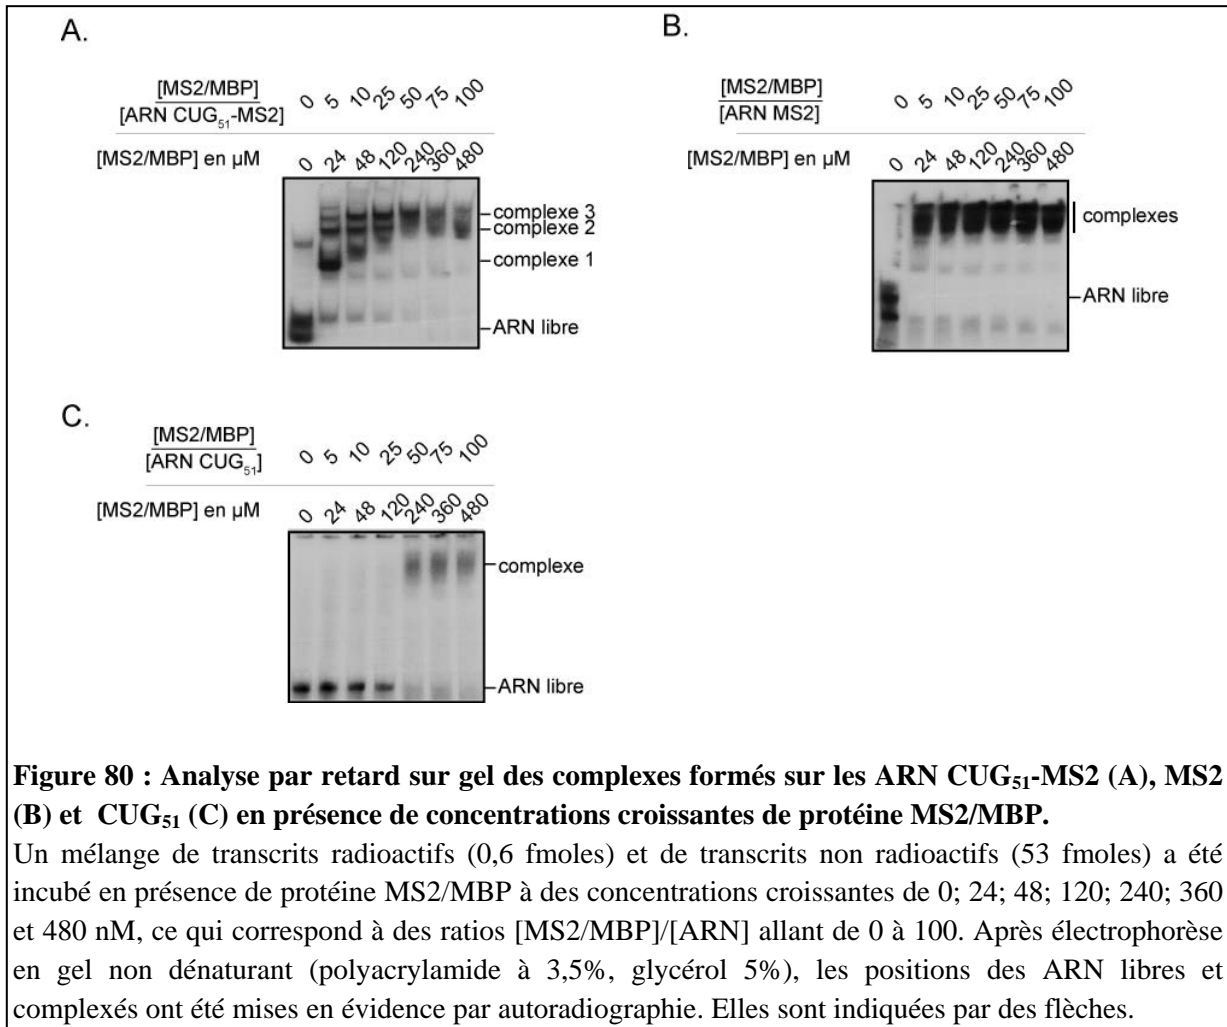 A.
[MS2/MBP]
[ARN CUG51-MS2]
0 5 10 25 50 75 100
[MS2/MBP] en µM
0 24 48 120 240 360 480
complexe 3
complexe 2
complexe 1
ARN libre
B.
[MS2/MBP]
[ARN MS2]
0 5 10 25 50 75 100
[MS2/MBP] en µM
0 24 48 120 240 360 480
complexes
ARN libre
C.
[MS2/MBP]
[ARN CUG51]
0 5 10 25 50 75 100
[MS2/MBP] en µM
0 24 48 120 240 360 480
complexe
ARN libre
Figure 80 : Analyse par retard sur gel des complexes formés sur les ARN CUG51-MS2 (A), MS2
(B) et CUG51 (C) en présence de concentrations croissantes de protéine MS2/MBP.
Un mélange de transcrits radioactifs (0,6 fmoles) et de transcrits non radioactifs (53 fmoles) a été
incubé en présence de protéine MS2/MBP à des concentrations croissantes de 0; 24; 48; 120; 240; 360
et 480 nM, ce qui correspond à des ratios [MS2/MBP]/[ARN] allant de 0 à 100. Après électrophorèse
en gel non dénaturant (polyacrylamide à 3,5%, glycérol 5%), les positions des ARN libres et
complexés ont été mises en évidence par autoradiographie. Elles sont indiquées par des flèches.